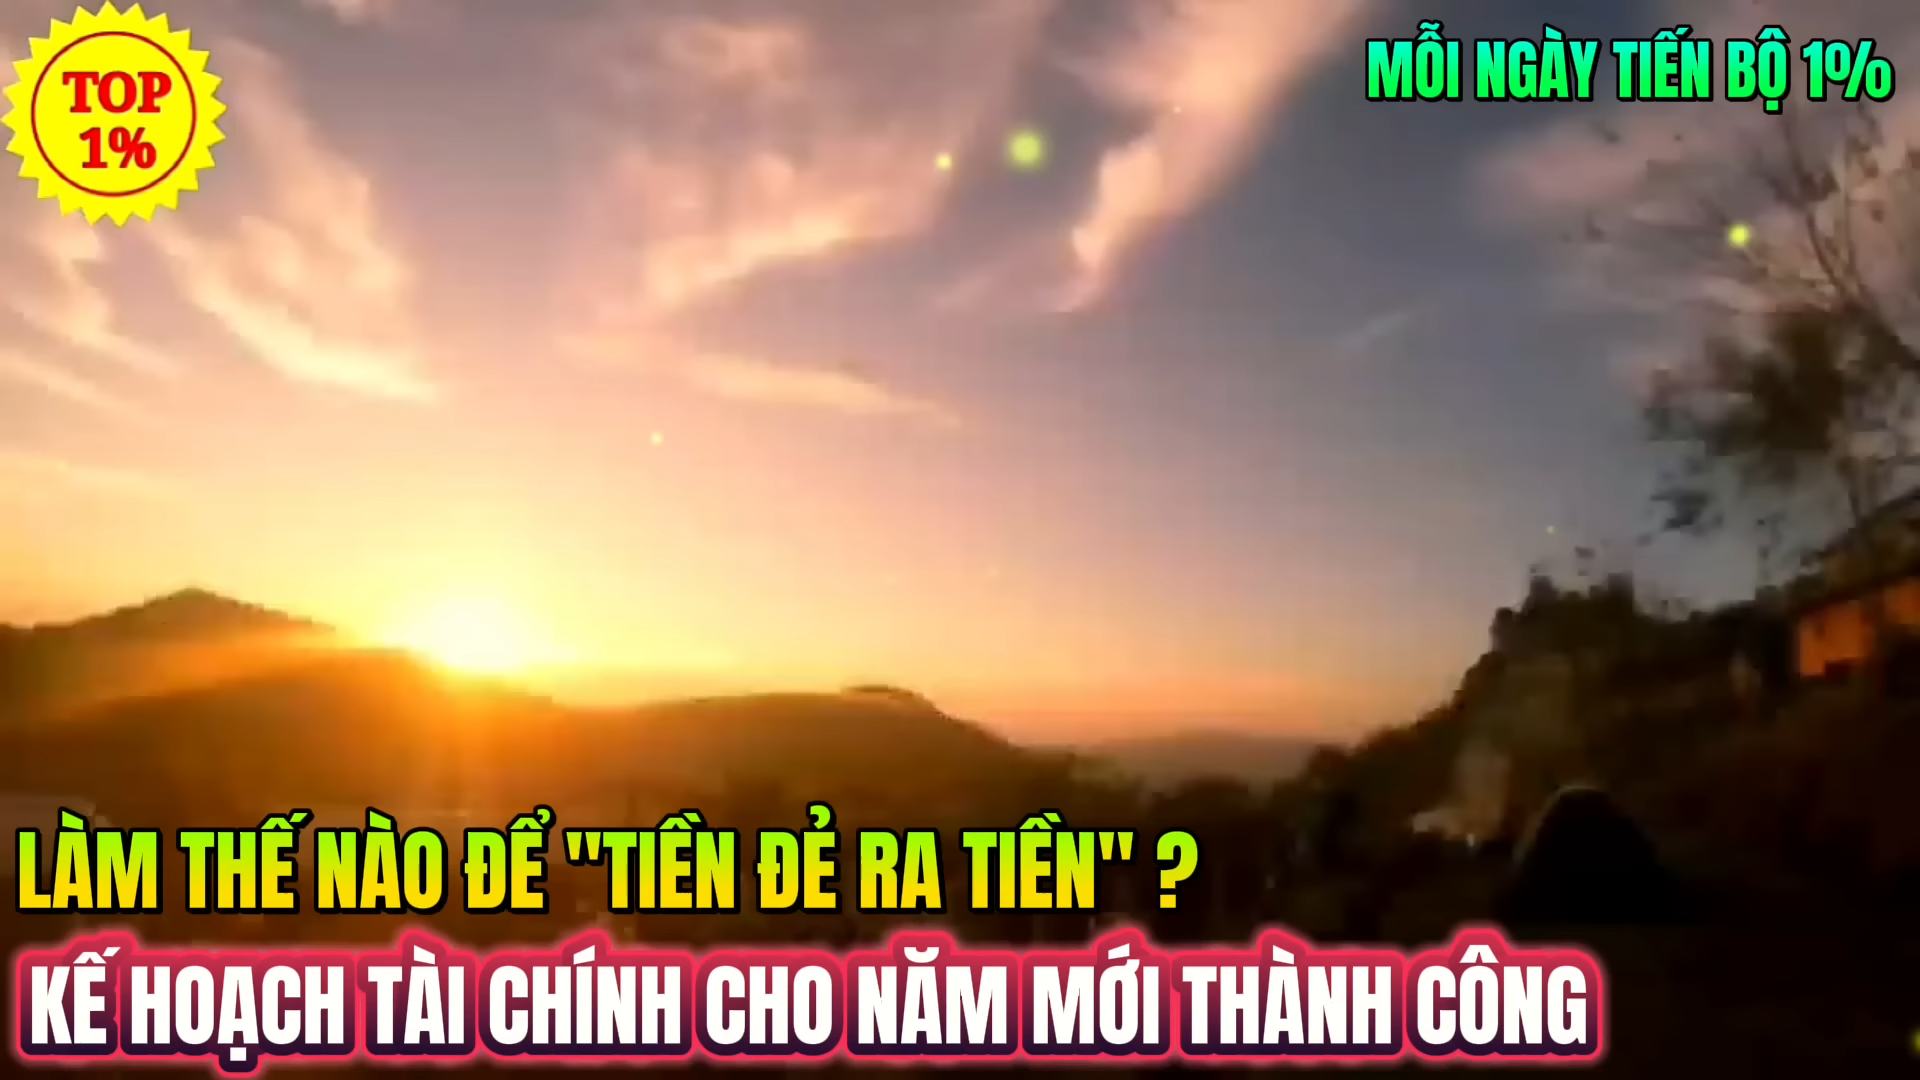 TOP
1%
MỖI NGÀY TIẾN BỘ 1%
LÀM THẾ NÀO ĐỂ "TIỀN ĐẺ RA TIỀN" ?
KẾ HOẠCH TÀI CHÍNH CHO NĂM MỚI THÀNH CÔNG